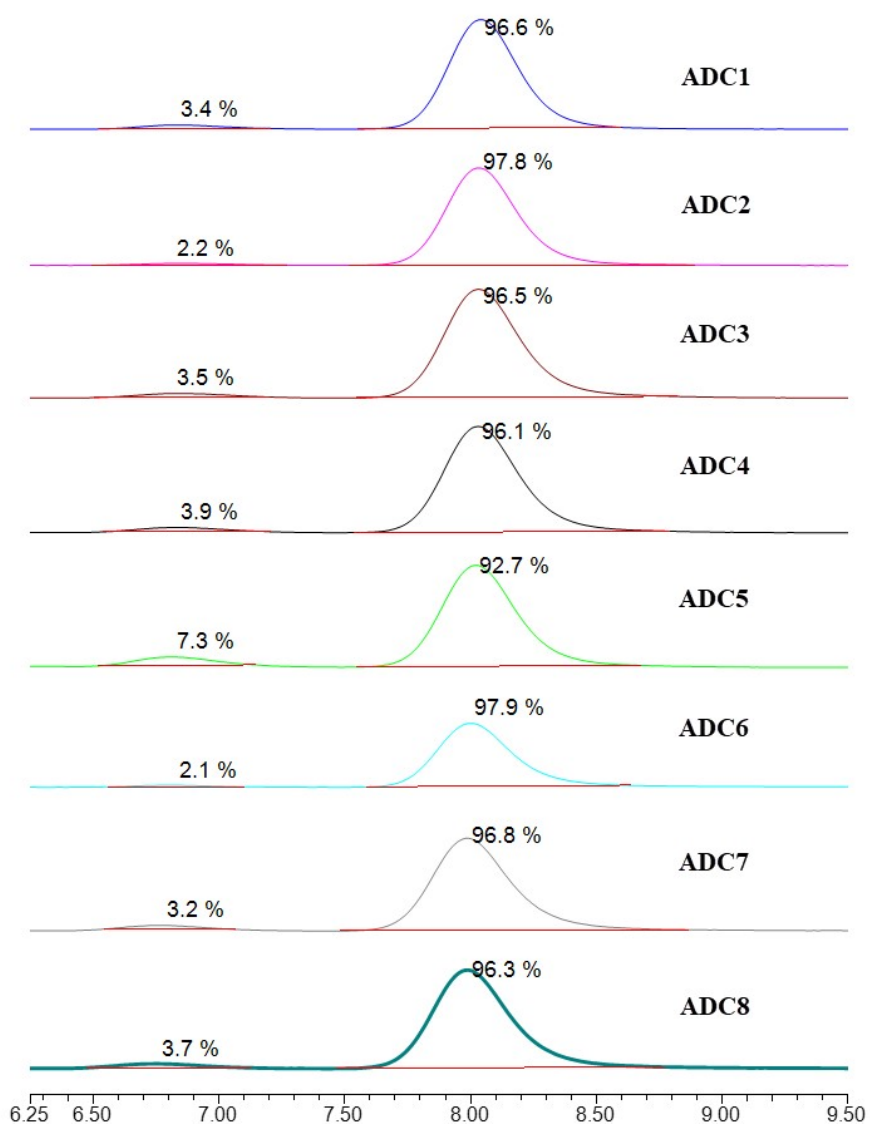 96.6 %
ADC1
3.4 %
97.8 %
ADC2
2.2 %
96.5 %
ADC3
3.5 %
96.1 %
ADC4
3.9 %
92.7 %
ADC5
7.3 %
97.9 %
ADC6
2.1 %
96.8 %
ADC7
3.2 %
96.3 %
ADC8
3.7 %
6.25 6.50 7.00 7.50 8.00 8.50 9.00 9.50